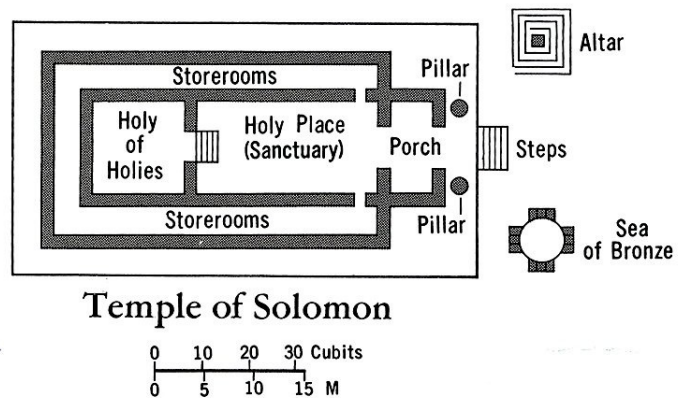 Altar
Pillar
Storerooms
Holy
of
Holies
Holy Place
(Sanctuary)
Porch
Steps
Storerooms
Pillar
Sea
of Bronze
Temple of Solomon
0 10 20 30 Cubits
0 5 10 15 M